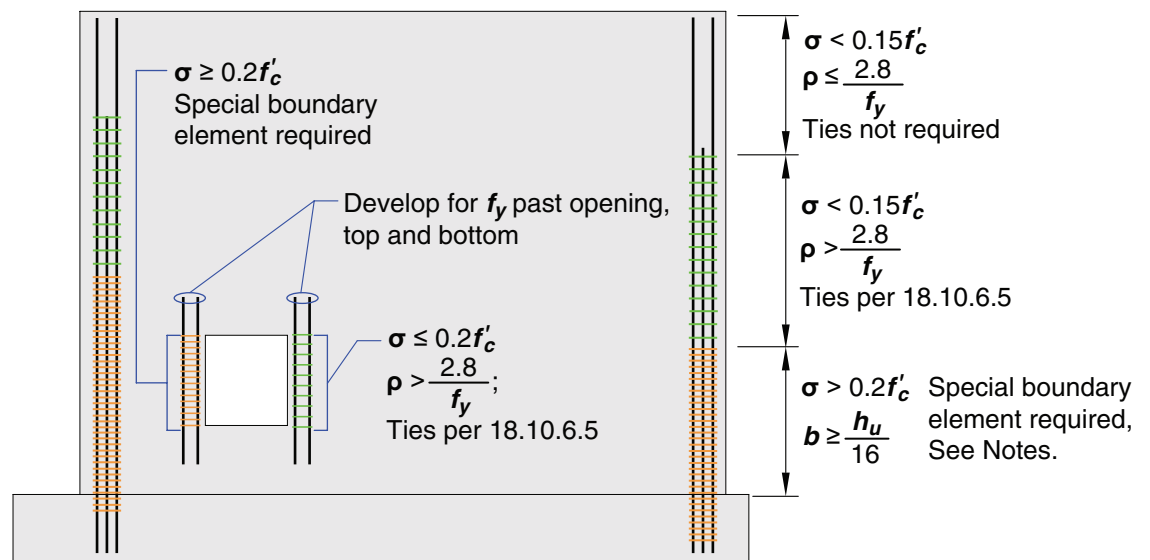 σ ≥ 0.2f′c
Special boundary
element required
Develop for fy past opening,
top and bottom
σ ≤ 0.2f′c
ρ > 2.8/fy;
Ties per 18.10.6.5
σ < 0.15f′c
ρ ≤ 2.8/fy
Ties not required
σ < 0.15f′c
ρ > 2.8/fy
Ties per 18.10.6.5
σ > 0.2f′c Special boundary
element required,
b ≥ hu/16
See Notes.